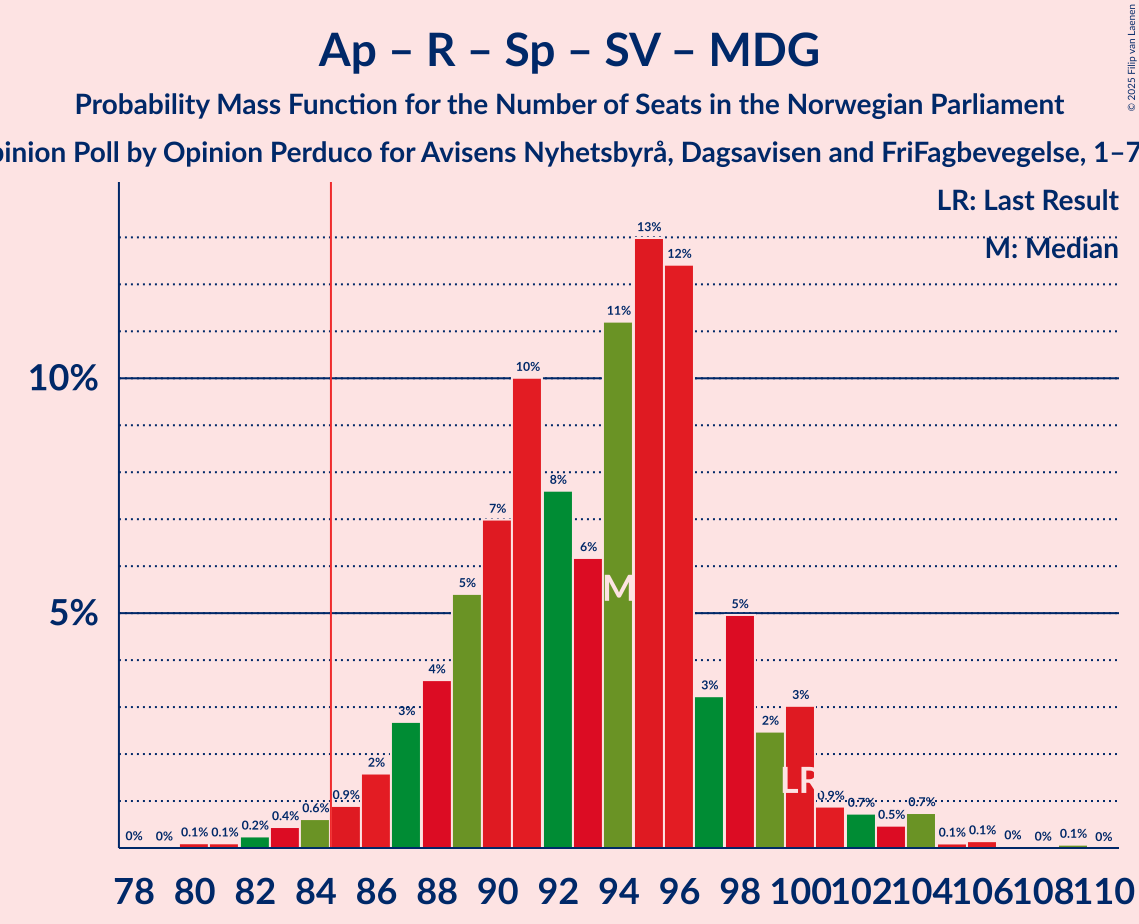 © 2025 Filip van Laenen
Ap – R – Sp – SV – MDG
Probability Mass Function for the Number of Seats in the Norwegian Parliament
Opinion Poll by Opinion Perduco for Avisens Nyhetsbyrå, Dagsavisen and FriFagbevegelse, 1–7
LR: Last Result
M: Median
10%
5%
0% 0% 0.1% 0.1% 0.2% 0.4% 0.6% 0.9% 2% 3% 4% 5% 7% 10% 8% 6% 11% 13% 12% 3% 5% 2% 3% 0.9% 0.7% 0.5% 0.7% 0.1% 0.1% 0% 0% 0.1% 0%
M
LR
78 80 82 84 86 88 90 92 94 96 98 100 102 104 106 108 110